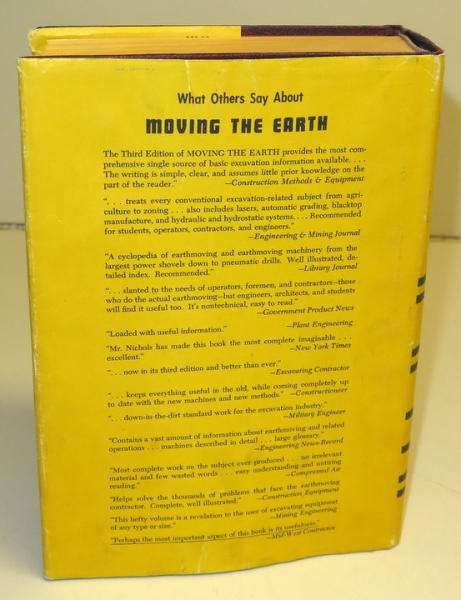 What Others Say About
MOVING THE EARTH
The Third Edition of MOVING THE EARTH provides the most com-
prehensive single source of basic excavation information available. . . .
The writing is simple, clear, and assumes little prior knowledge on the
part of the reader."
—Construction Methods & Equipment
". . . treats every conventional excavation-related subject from agri-
culture to zoning . . . also includes lasers, automatic grading, blacktop
manufacture, and hydraulic and hydrostatic systems. . . . Recommended
for students, operators, contractors, and engineers."
—Engineering & Mining Journal
"A cyclopedia of earthmoving and earthmoving machinery from the
largest power shovels down to pneumatic drills. Well illustrated, de-
tailed index. Recommended."
—Library Journal
". . . slanted to the needs of operators, foremen, and contractors—those
who do the actual earthmoving—but engineers, architects, and students
will find it useful too. It's nontechnical, easy to read."
—Government Product News
"Loaded with useful information."
—Plant Engineering
"Mr. Nichols has made this book the most complete imaginable . . .
excellent."
—New York Times
". . . now in its third edition and better than ever."
—Excavating Contractor
". . . keeps everything useful in the old, while coming completely up
to date with the new machines and new methods."
—Constructioneer
". . . down-in-the-dirt standard work for the excavation industry."
—Military Engineer
"Contains a vast amount of information about earthmoving and related
operations . . . machines described in detail . . . large glossary."
—Engineering News-Record
"Most complete work on the subject ever produced . . . no irrelevant
material and few wasted words . . . easy understanding and untiring
reading."
—Compressed Air
"Helps solve the thousands of problems that face the earthmoving
contractor. Complete, well illustrated."
—Construction Equipment
"This hefty volume is a revelation to the user of excavating equipment
of any type or size."
—Mining Engineering
"Perhaps the most important aspect of this book is its usefulness."
—Mid-West Contractor